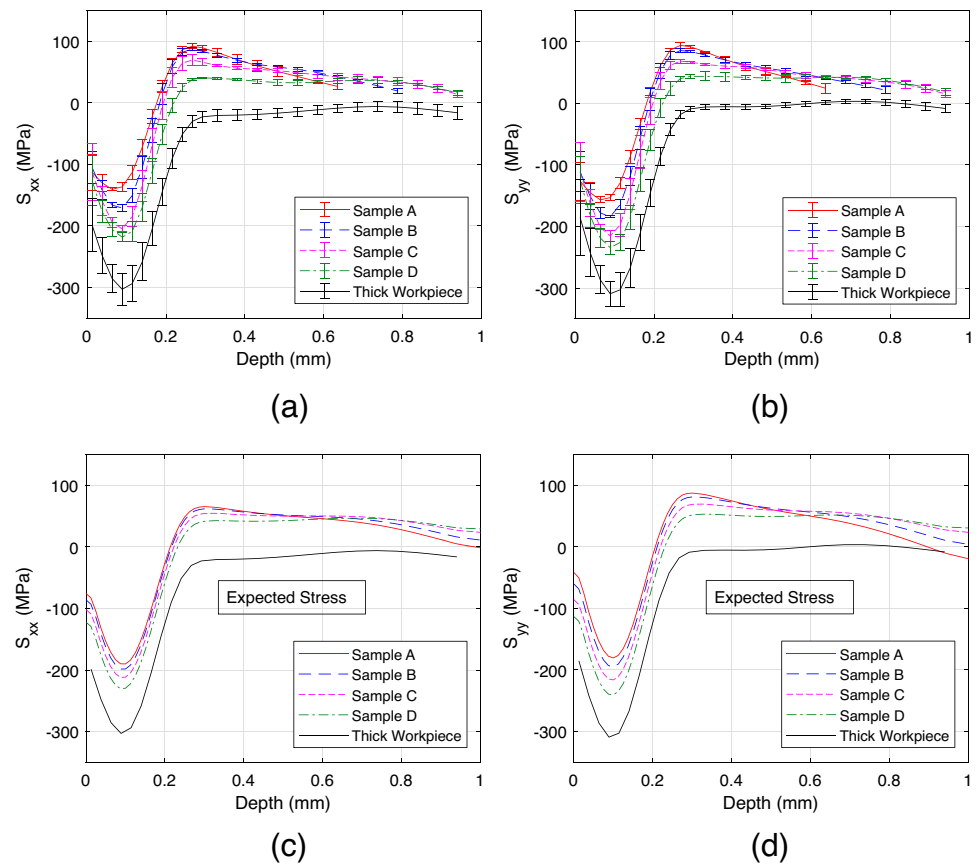 100
0
-100
-200
-300
S_xx (MPa)
0 0.2 0.4 0.6 0.8 1
Depth (mm)
Sample A
Sample B
Sample C
Sample D
Thick Workpiece
(a)
100
0
-100
-200
-300
S_yy (MPa)
0 0.2 0.4 0.6 0.8 1
Depth (mm)
Sample A
Sample B
Sample C
Sample D
Thick Workpiece
(b)
100
0
-100
-200
-300
S_xx (MPa)
0 0.2 0.4 0.6 0.8 1
Depth (mm)
Expected Stress
Sample A
Sample B
Sample C
Sample D
Thick Workpiece
(c)
100
0
-100
-200
-300
S_yy (MPa)
0 0.2 0.4 0.6 0.8 1
Depth (mm)
Expected Stress
Sample A
Sample B
Sample C
Sample D
Thick Workpiece
(d)